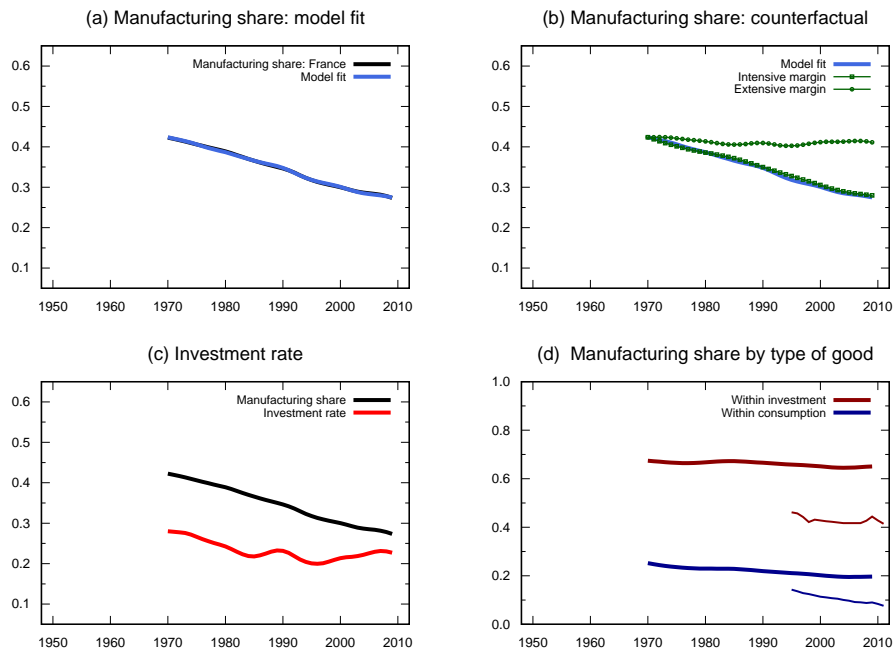 (a) Manufacturing share: model fit
Manufacturing share: France
Model fit
0.6
0.5
0.4
0.3
0.2
0.1
1950 1960 1970 1980 1990 2000 2010
(b) Manufacturing share: counterfactual
Model fit
Intensive margin
Extensive margin
0.6
0.5
0.4
0.3
0.2
0.1
1950 1960 1970 1980 1990 2000 2010
(c) Investment rate
Manufacturing share
Investment rate
0.6
0.5
0.4
0.3
0.2
0.1
1950 1960 1970 1980 1990 2000 2010
(d) Manufacturing share by type of good
Within investment
Within consumption
1.0
0.8
0.6
0.4
0.2
0.0
1950 1960 1970 1980 1990 2000 2010